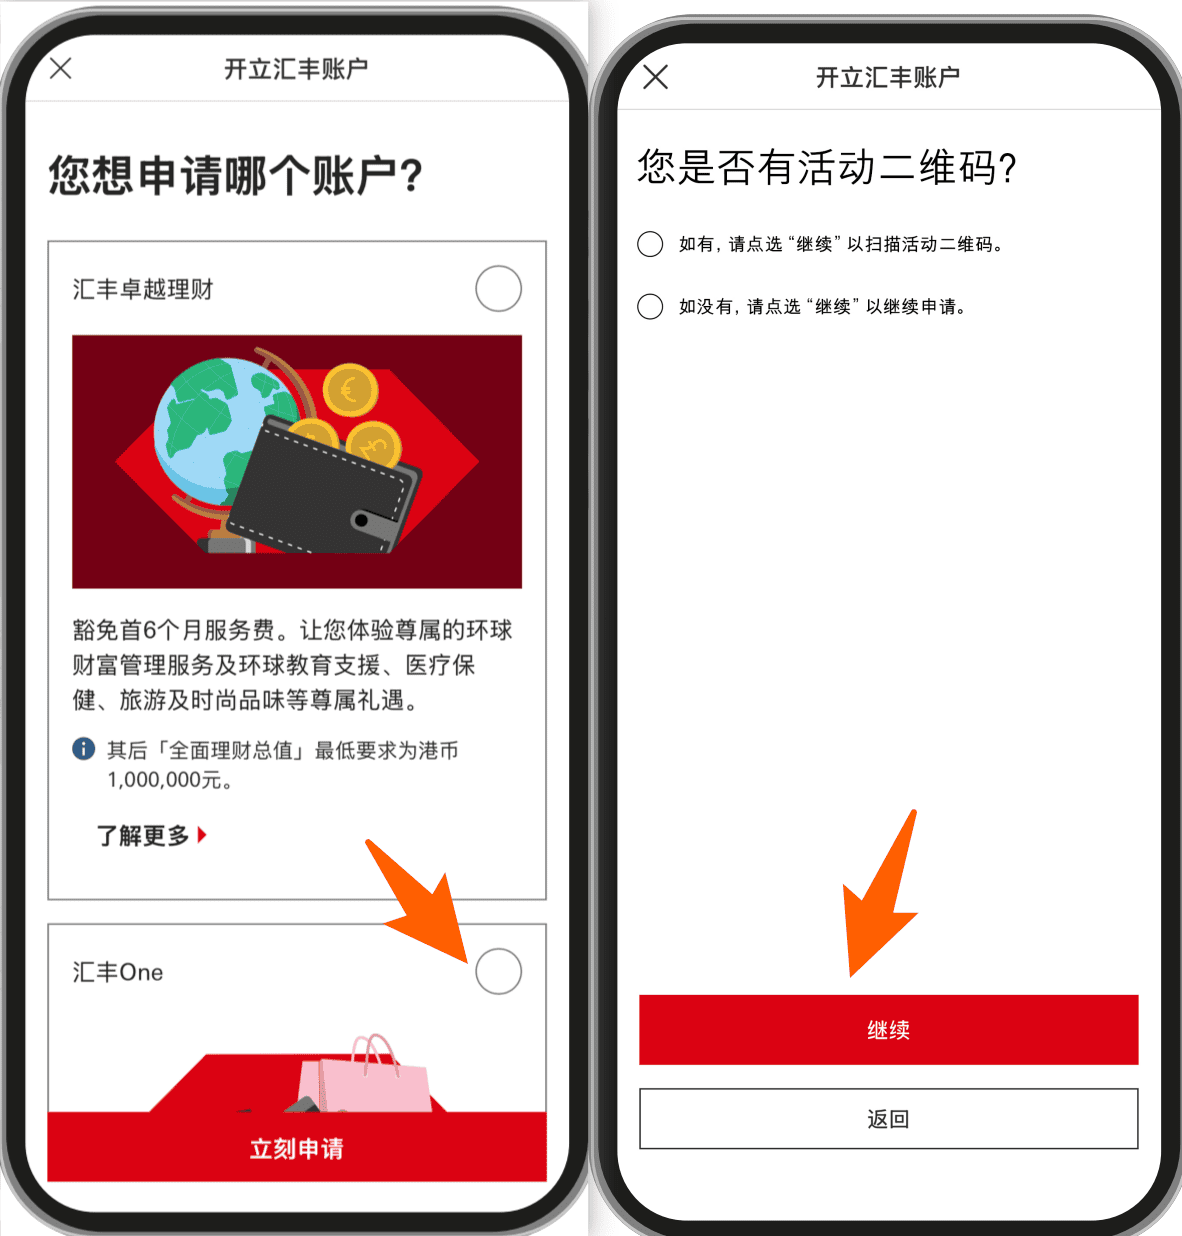 开立汇丰账户
您想申请哪个账户?
汇丰卓越理财
豁免首6个月服务费。让您体验尊属的环球
财富管理服务及环球教育支援、医疗保
健、旅游及时尚品味等尊属礼遇。
其后「全面理财总值」最低要求为港币
1,000,000元。
了解更多
汇丰One
立刻申请
开立汇丰账户
您是否有活动二维码?
如有, 请点选 “继续” 以扫描活动二维码。
如没有, 请点选 “继续” 以继续申请。
继续
返回